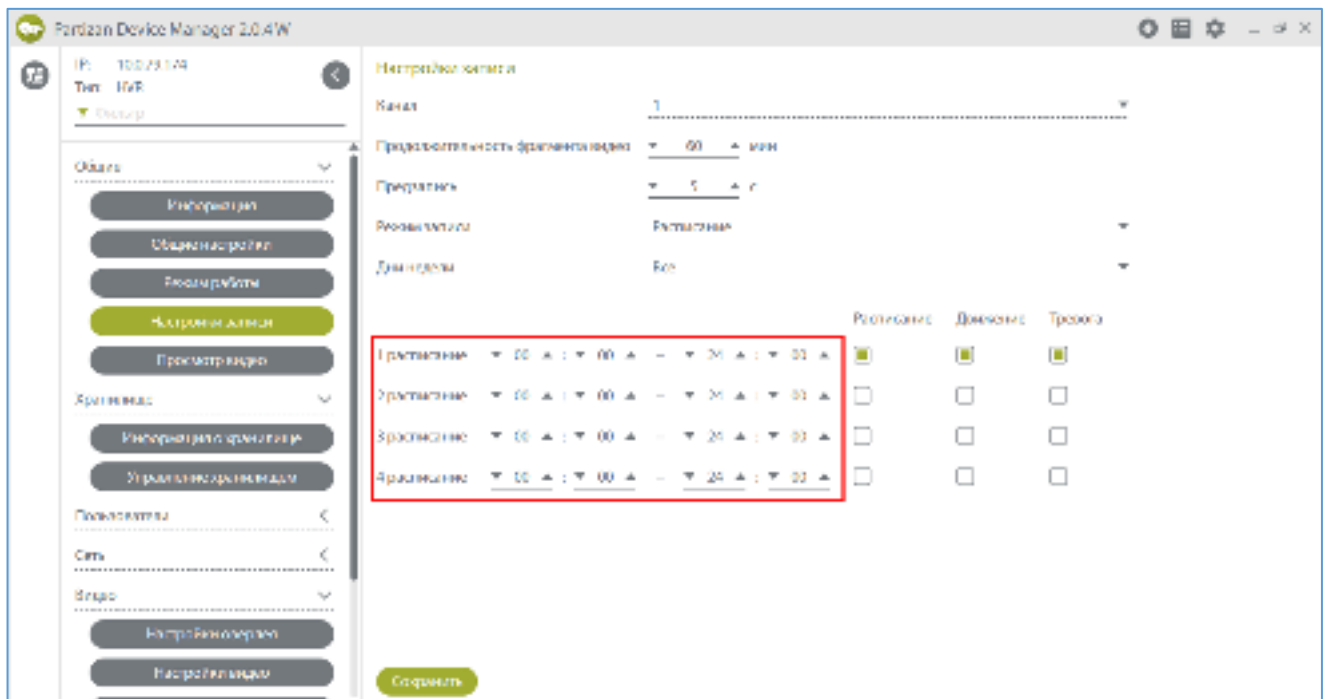 Partizan Device Manager 2.0.4W
IP: 10.0.79.174
Тип: NVR
Фильтр
Общие
Информация
Общие настройки
Режим работы
Настройки записи
Просмотр видео
Хранилище
Информация о хранилище
Управление хранилищем
Пользователи
Сеть
Видео
Настройки оверлея
Настройки видео
Настройки записи
Канал 1
Продолжительность фрагмента видео 60 мин
Предзапись 5 с
Режим записи Расписание
Дни недели Все
Расписание Движение Тревога
1 расписание 00 : 00 – 24 : 00
2 расписание 00 : 00 – 24 : 00
3 расписание 00 : 00 – 24 : 00
4 расписание 00 : 00 – 24 : 00
Сохранить